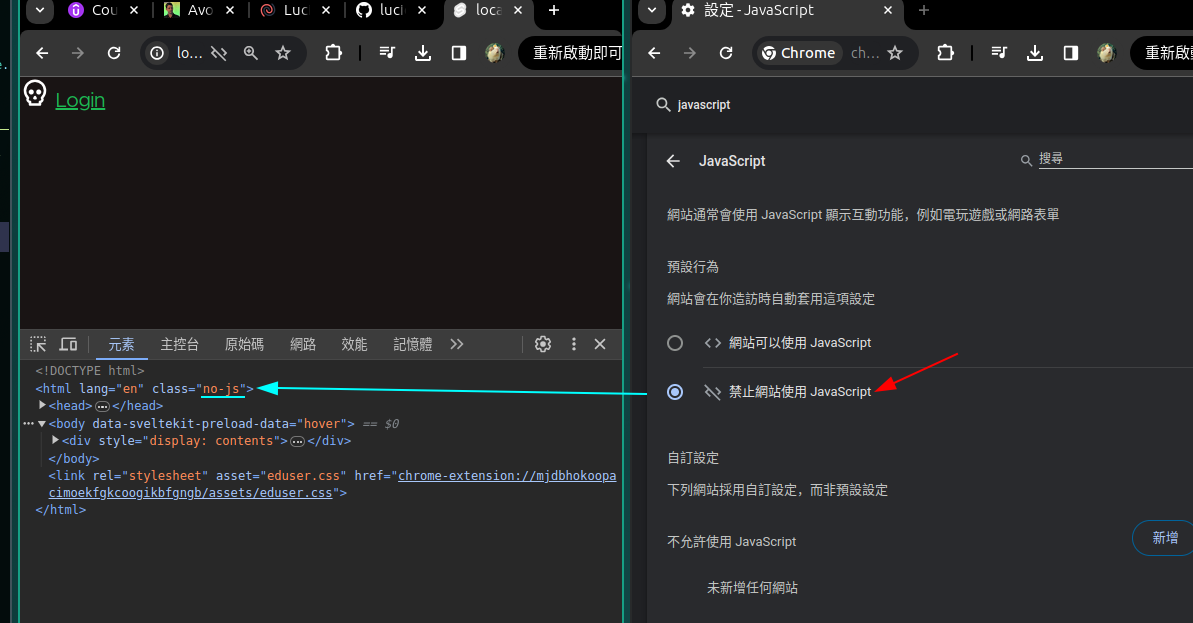 Cou
Avo
Luc
luck
loca
lo...
重新啟動即可
Login
元素
主控台
原始碼
網路
效能
記憶體
<!DOCTYPE html>
<html lang="en" class="no-js">
<head> </head>
<body data-sveltekit-preload-data="hover"> == $0
<div style="display: contents"> </div>
</body>
<link rel="stylesheet" asset="eduser.css" href="chrome-extension://mjdbhokoopa
cimoekfgkcoogikbfgngb/assets/eduser.css">
</html>
設定 - JavaScript
Chrome ch...
重新啟
javascript
JavaScript
搜尋
網站通常會使用 JavaScript 顯示互動功能，例如電玩遊戲或網路表單
預設行為
網站會在你造訪時自動套用這項設定
網站可以使用 JavaScript
禁止網站使用 JavaScript
自訂設定
下列網站採用自訂設定，而非預設設定
不允許使用 JavaScript
新增
未新增任何網站